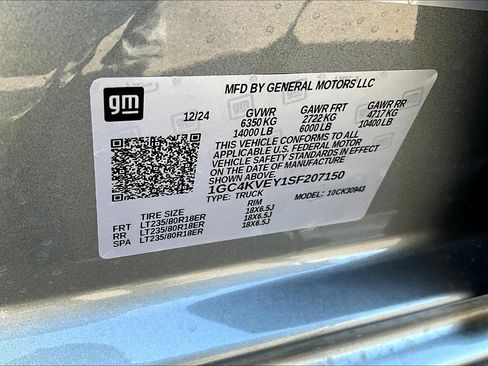 gm
MFD BY GENERAL MOTORS LLC
12/24 GVWR GAWR FRT GAWR RR
6350 KG 2722 KG 4717 KG
14000 LB 6000 LB 10400 LB
THIS VEHICLE CONFORMS TO ALL
APPLICABLE U.S. FEDERAL MOTOR
VEHICLE SAFETY STANDARDS IN EFFECT
ON THE DATE OF MANUFACTURE
SHOWN ABOVE.
1GC4KVEY1SF207150
TYPE: TRUCK MODEL: 10CK30943
TIRE SIZE RIM
FRT LT235/80R18ER 18X6.5J
RR LT235/80R18ER 18X6.5J
SPA LT235/80R18ER 18X6.5J